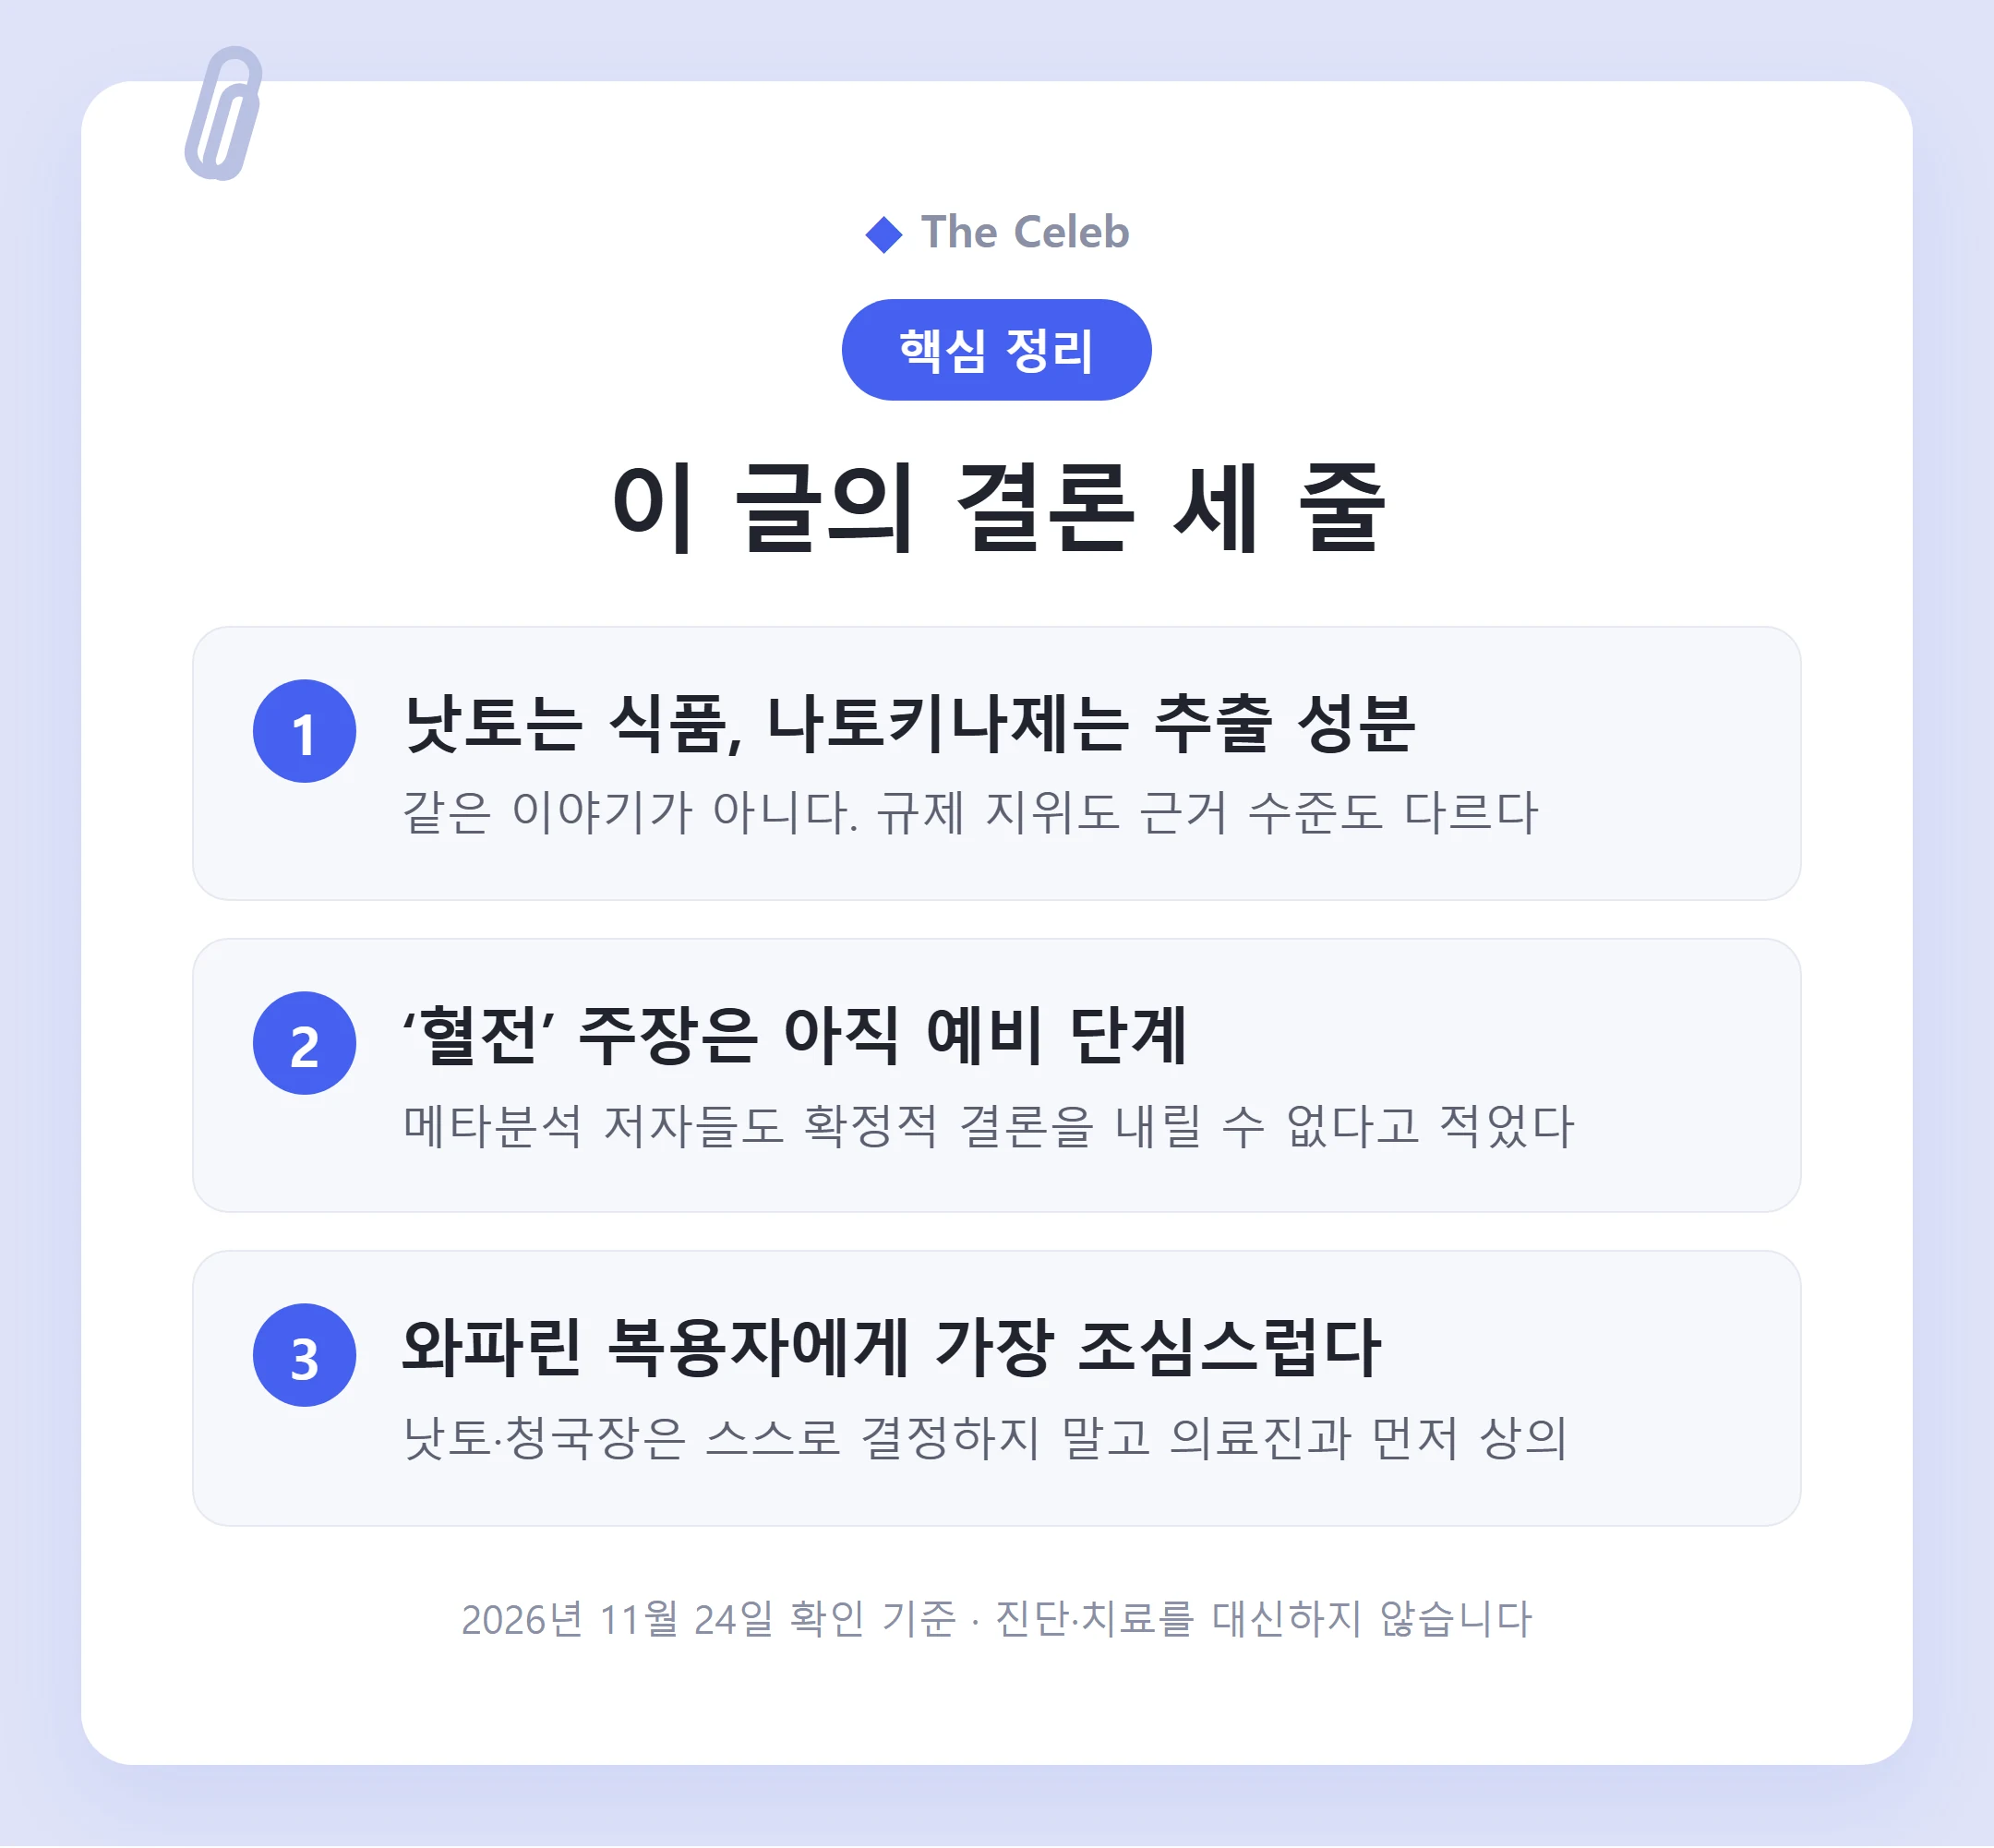 The Celeb
핵심 정리
이 글의 결론 세 줄
1
낫토는 식품, 나토키나제는 추출 성분
같은 이야기가 아니다. 규제 지위도 근거 수준도 다르다
2
‘혈전’ 주장은 아직 예비 단계
메타분석 저자들도 확정적 결론을 내릴 수 없다고 적었다
3
와파린 복용자에게 가장 조심스럽다
낫토·청국장은 스스로 결정하지 말고 의료진과 먼저 상의
2026년 11월 24일 확인 기준 · 진단·치료를 대신하지 않습니다